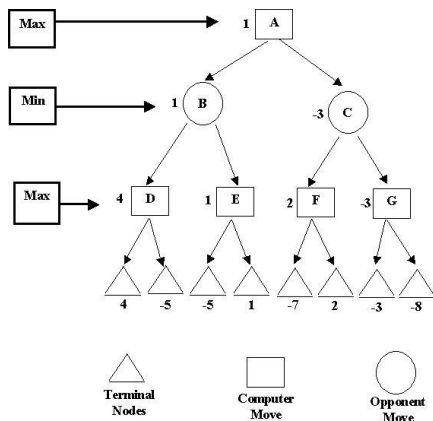 Max
1 A
Min
1 B
-3 C
Max
4 D
1 E
2 F
-3 G
4 -5 -5 1 -7 2 -3 -8
Terminal
Nodes
Computer
Move
Opponent
Move